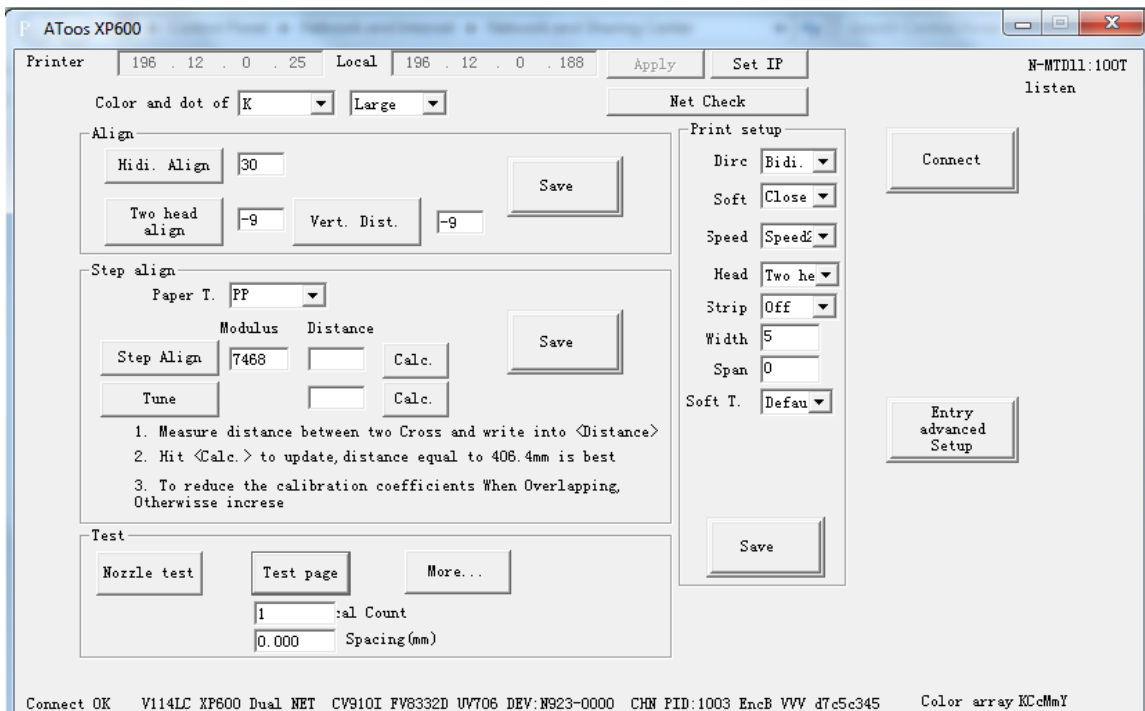 AToos XP600
Printer 196 . 12 . 0 . 25 Local 196 . 12 . 0 . 188 Apply Set IP N-MTD11:100T
listen
Color and dot of K Large Net Check
Align
Hidi. Align 30
Save
Two head align -9 Vert. Dist. -9
Step align
Paper T. PP
Modulus Distance
Step Align 7468 Calc.
Save
Tune Calc.
1. Measure distance between two Cross and write into <Distance>
2. Hit <Calc.> to update,distance equal to 406.4mm is best
3. To reduce the calibration coefficients When Overlapping,
Otherwisse increse
Test
Nozzle test Test page More...
1 :al Count
0.000 Spacing(mm)
Print setup
Dirc Bidi.
Soft Close
Speed Speed2
Head Two he
Strip Off
Width 5
Span 0
Soft T. Defau
Save
Connect
Entry
advanced
Setup
Connect OK V114LC XP600 Dual NET CV910I FV8332D UV706 DEV:N923-0000 CHN PID:1003 EncB VVV d7c5c345 Color array KCcMmY